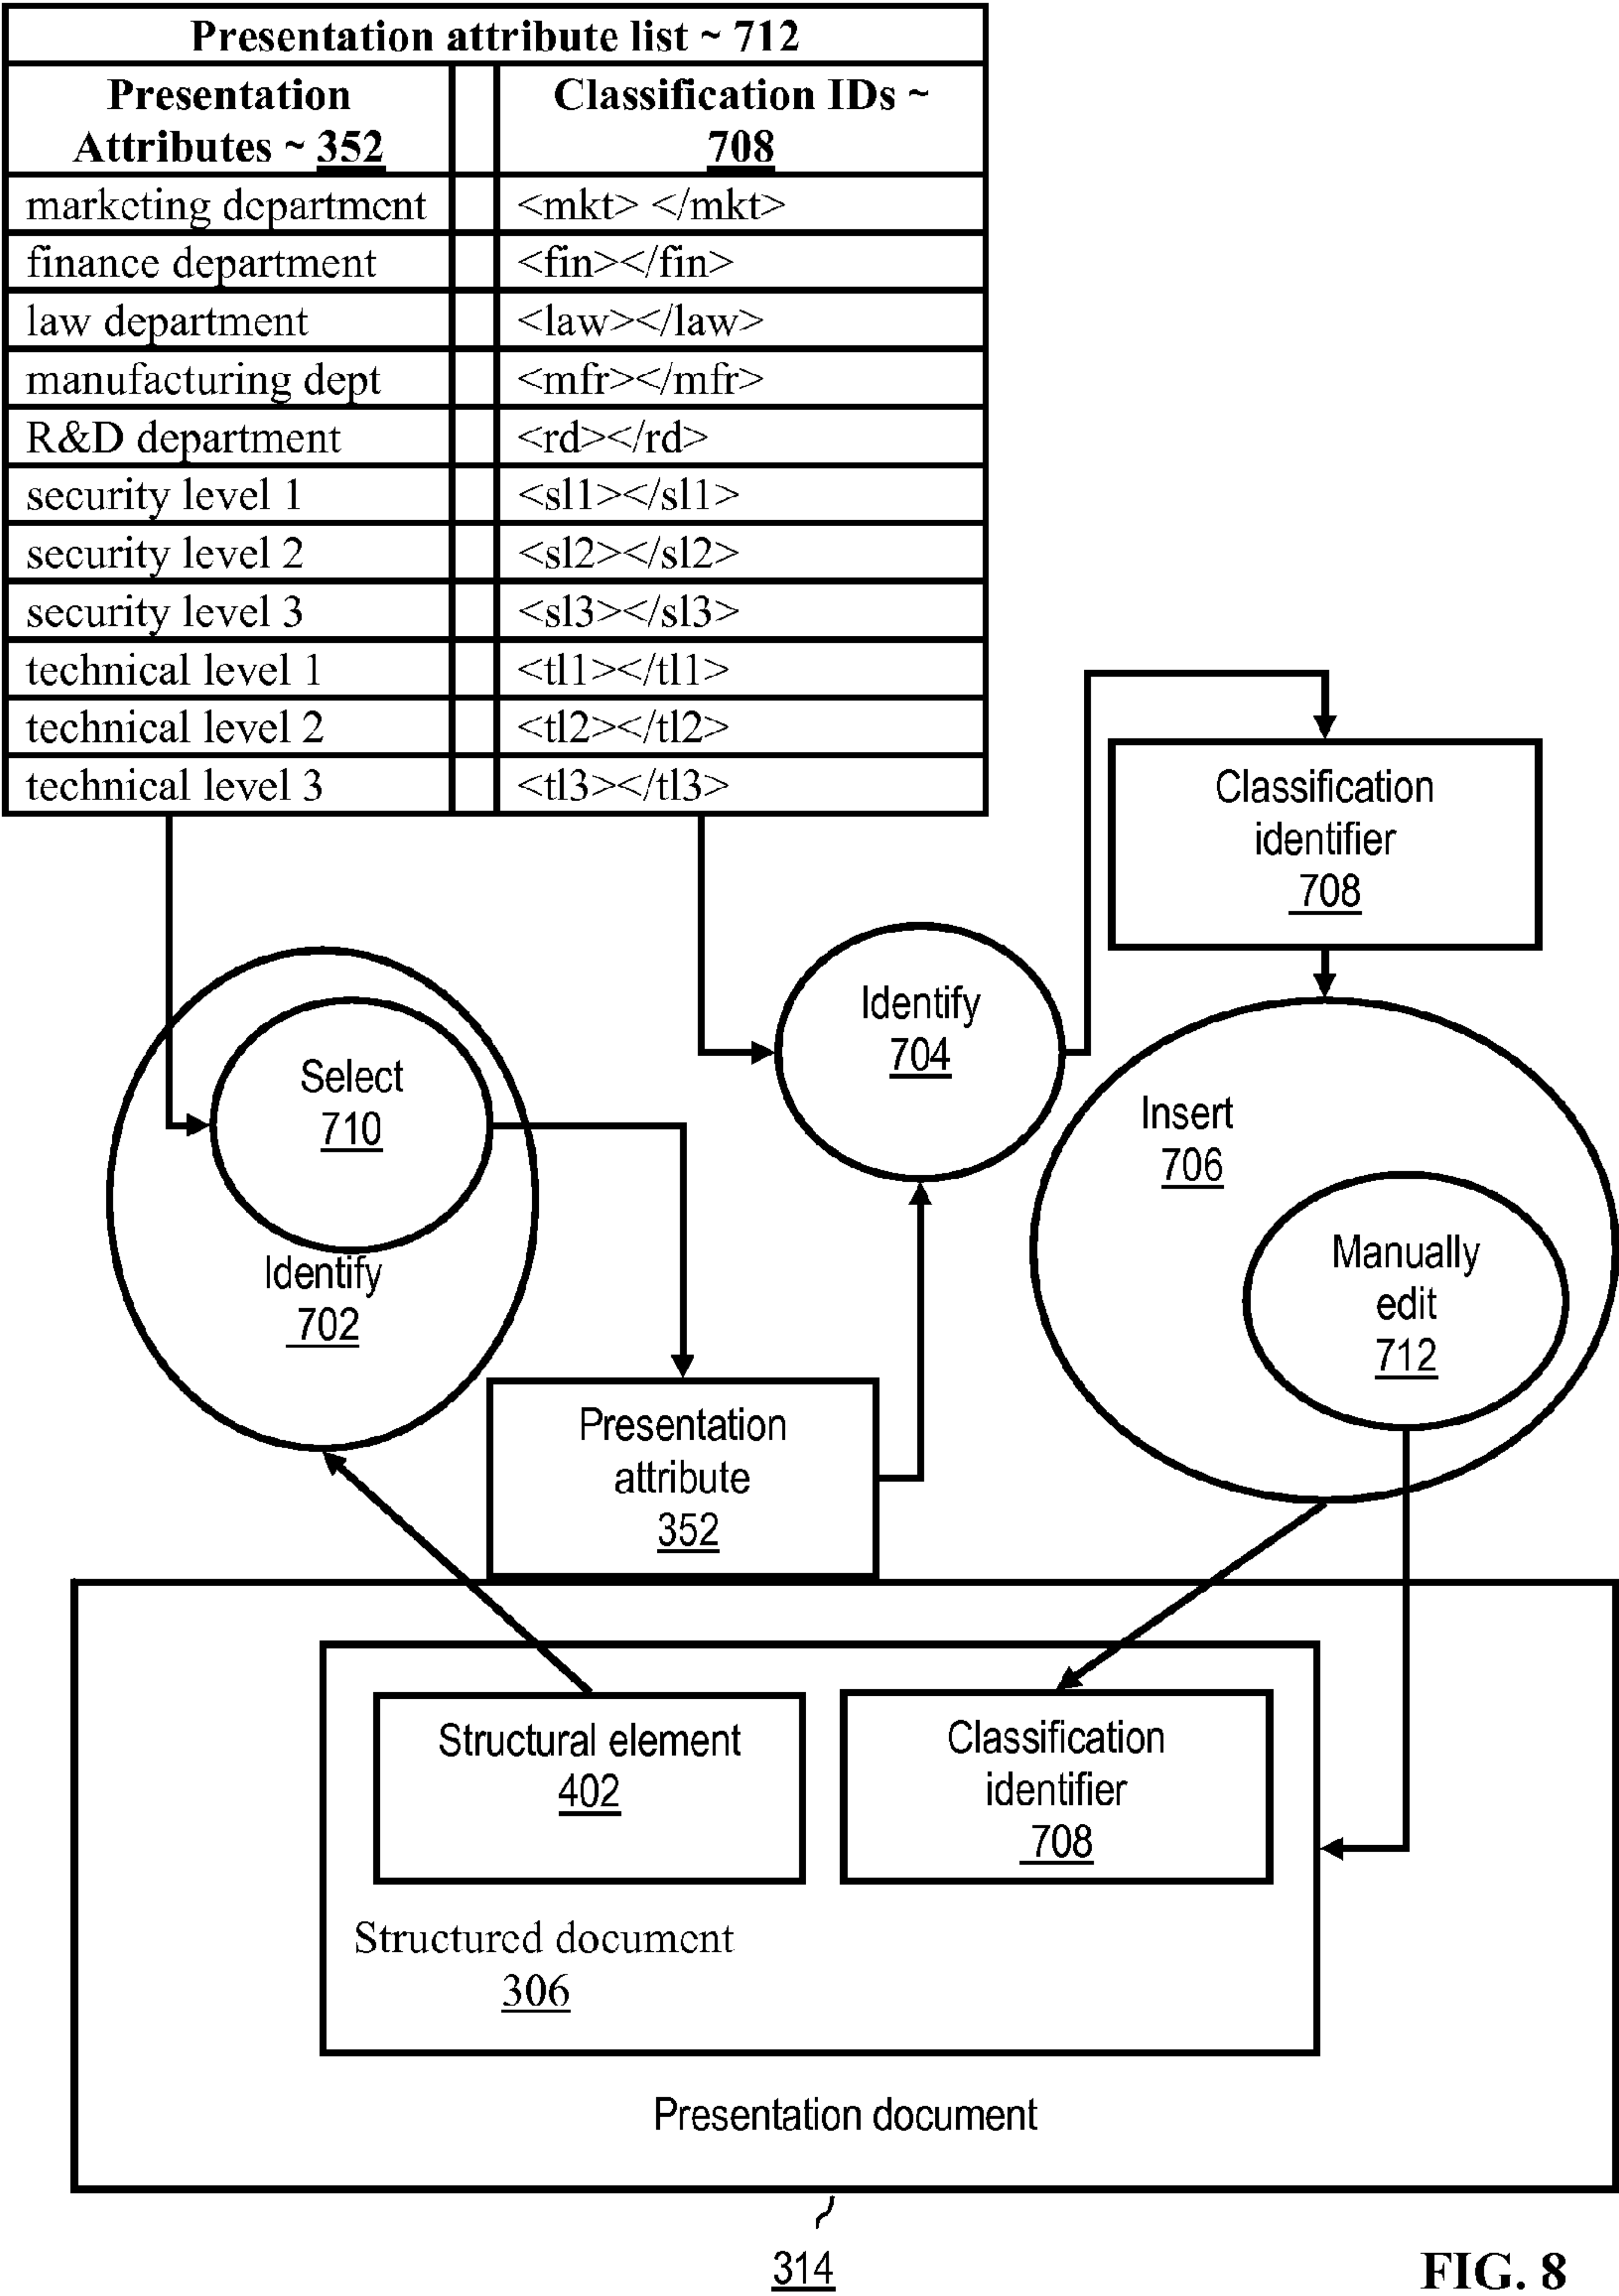 Presentation attribute list ~ 712
Presentation Attributes ~ 352 Classification IDs ~ 708
marketing department <mkt> </mkt>
finance department <fin></fin>
law department <law></law>
manufacturing dept <mfr></mfr>
R&D department <rd></rd>
security level 1 <sl1></sl1>
security level 2 <sl2></sl2>
security level 3 <sl3></sl3>
technical level 1 <tl1></tl1>
technical level 2 <tl2></tl2>
technical level 3 <tl3></tl3>
Classification
identifier
708
Identify
704
Select
710
Identify
702
Insert
706
Manually
edit
712
Presentation
attribute
352
Structural element
402
Classification
identifier
708
Structured document
306
Presentation document
314
FIG. 8